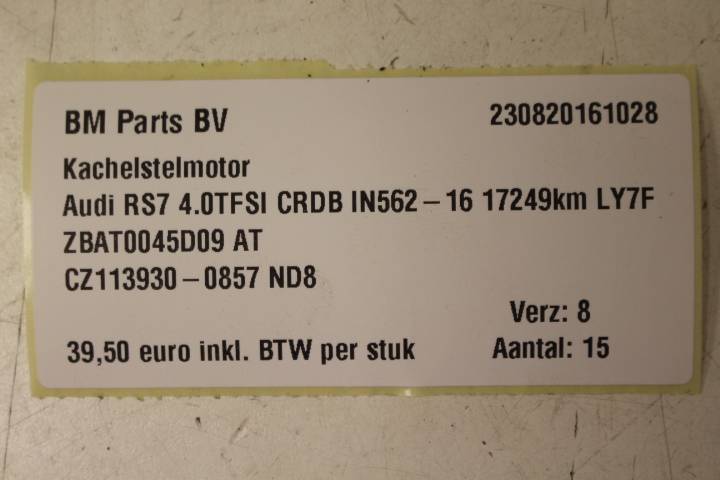 BM Parts BV 230820161028
Kachelstelmotor
Audi RS7 4.0TFSI CRDB IN562-16 17249km LY7F
ZBAT0045D09 AT
CZ113930-0857 ND8
Verz: 8
39,50 euro inkl. BTW per stuk Aantal: 15